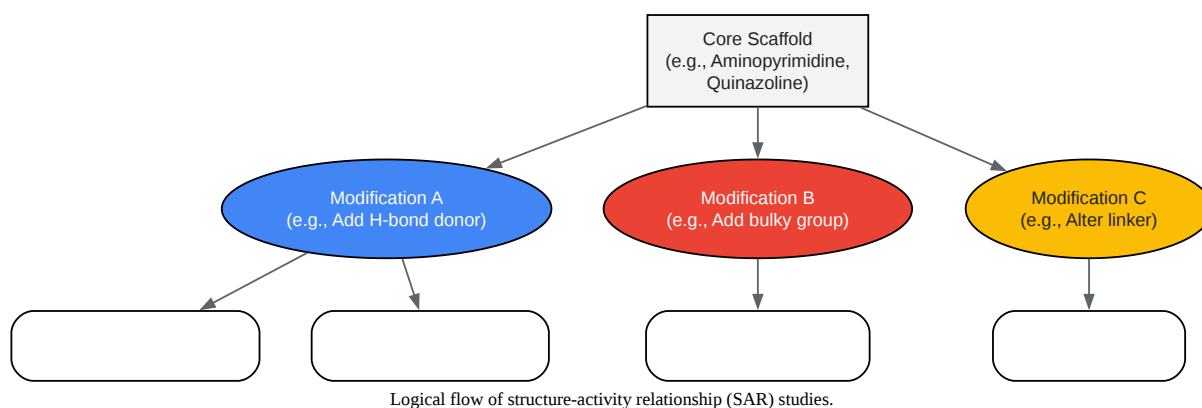 Core Scaffold
(e.g., Aminopyrimidine,
Quinazoline)
Modification A
(e.g., Add H-bond donor)
Modification B
(e.g., Add bulky group)
Modification C
(e.g., Alter linker)
Logical flow of structure-activity relationship (SAR) studies.